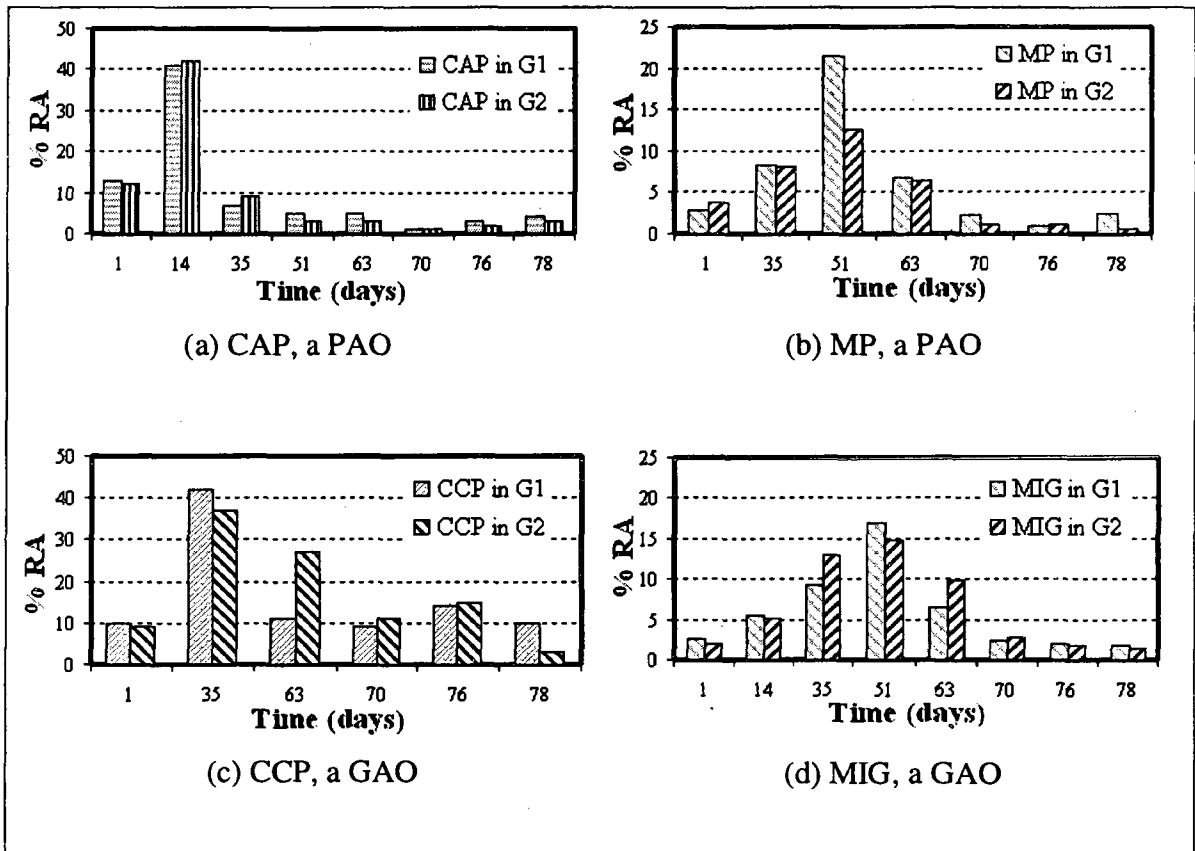 50
40
30
20
10
0
% RA
CAP in G1
CAP in G2
1 14 35 51 63 70 76 78
Time (days)
(a) CAP, a PAO
25
20
15
10
5
0
% RA
MP in G1
MP in G2
1 35 51 63 70 76 78
Time (days)
(b) MP, a PAO
50
40
30
20
10
0
% RA
CCP in G1
CCP in G2
1 35 63 70 76 78
Time (days)
(c) CCP, a GAO
25
20
15
10
5
0
% RA
MIG in G1
MIG in G2
1 14 35 51 63 70 76 78
Time (days)
(d) MIG, a GAO